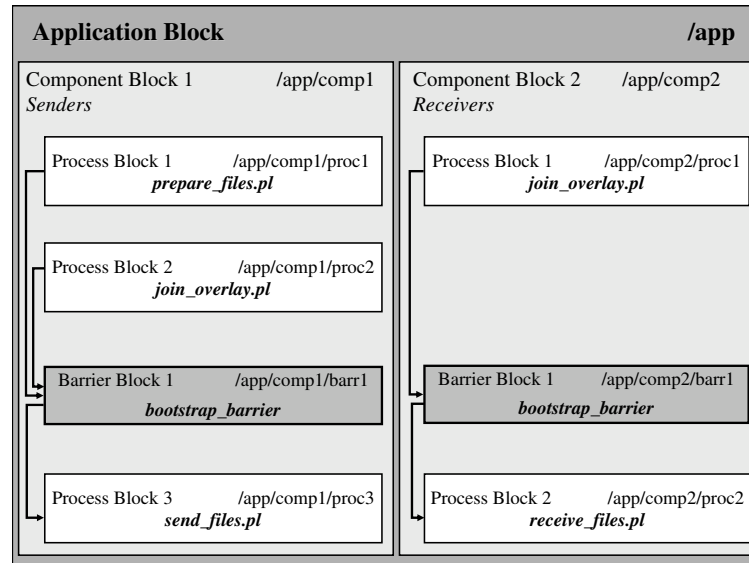 Application Block /app
Component Block 1 /app/comp1
Senders
Process Block 1 /app/comp1/proc1
prepare_files.pl
Process Block 2 /app/comp1/proc2
join_overlay.pl
Barrier Block 1 /app/comp1/barr1
bootstrap_barrier
Process Block 3 /app/comp1/proc3
send_files.pl
Component Block 2 /app/comp2
Receivers
Process Block 1 /app/comp2/proc1
join_overlay.pl
Barrier Block 1 /app/comp2/barr1
bootstrap_barrier
Process Block 2 /app/comp2/proc2
receive_files.pl